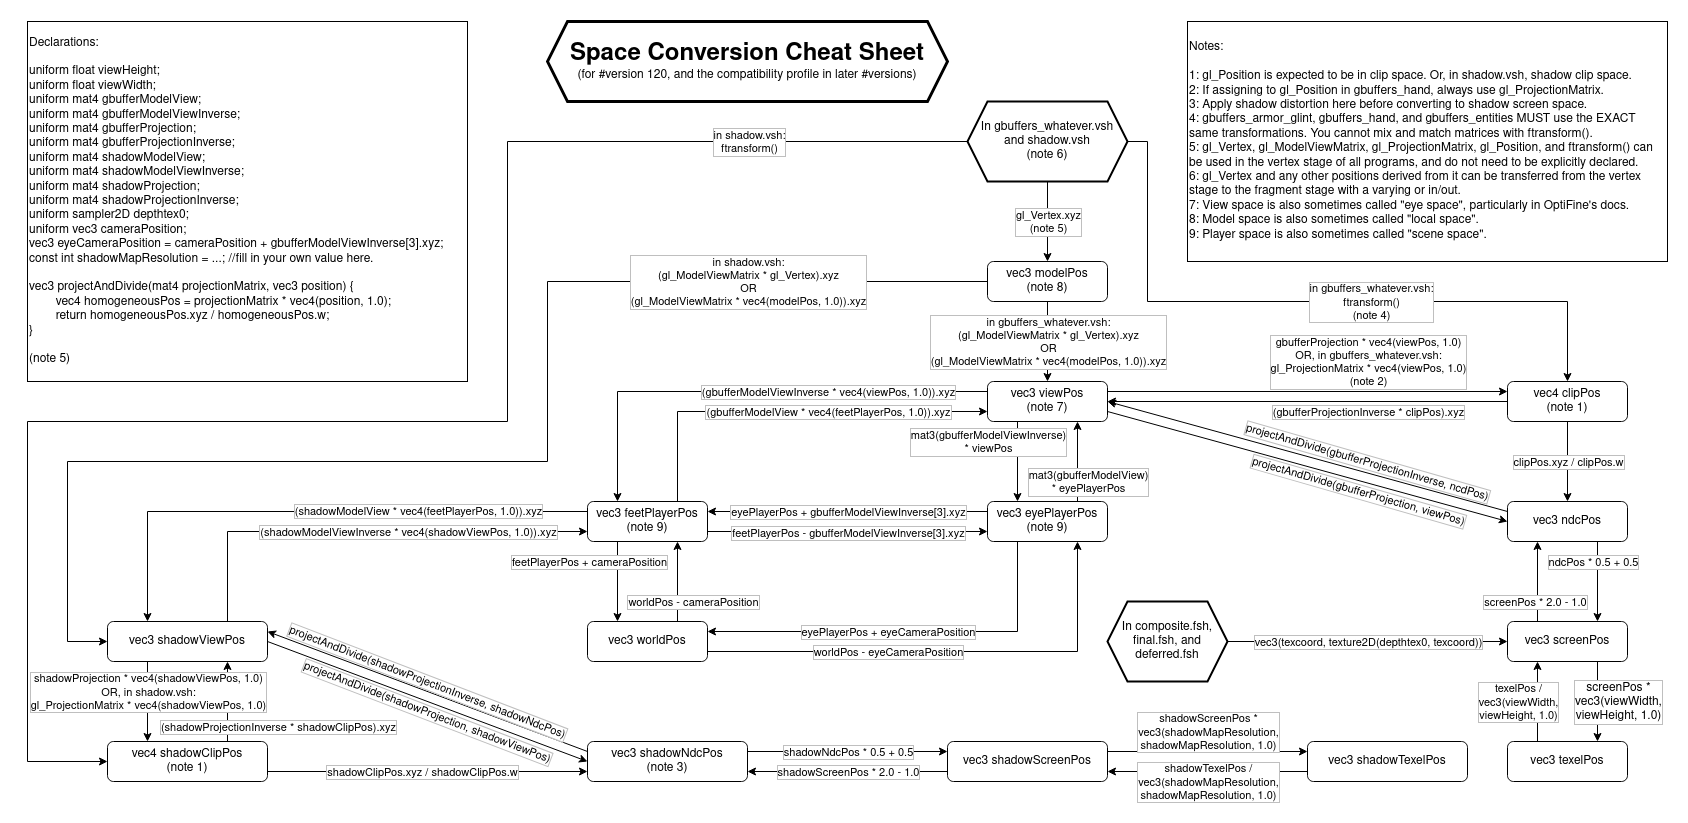 Declarations:
uniform float viewHeight;
uniform float viewWidth;
uniform mat4 gbufferModelView;
uniform mat4 gbufferModelViewInverse;
uniform mat4 gbufferProjection;
uniform mat4 gbufferProjectionInverse;
uniform mat4 shadowModelView;
uniform mat4 shadowModelViewInverse;
uniform mat4 shadowProjection;
uniform mat4 shadowProjectionInverse;
uniform sampler2D depthtex0;
uniform vec3 cameraPosition;
vec3 eyeCameraPosition = cameraPosition + gbufferModelViewInverse[3].xyz;
const int shadowMapResolution = ...; //fill in your own value here.
vec3 projectAndDivide(mat4 projectionMatrix, vec3 position) {
vec4 homogeneousPos = projectionMatrix * vec4(position, 1.0);
return homogeneousPos.xyz / homogeneousPos.w;
}
(note 5)
Space Conversion Cheat Sheet
(for #version 120, and the compatibility profile in later #versions)
Notes:
1: gl_Position is expected to be in clip space. Or, in shadow.vsh, shadow clip space.
2: If assigning to gl_Position in gbuffers_hand, always use gl_ProjectionMatrix.
3: Apply shadow distortion here before converting to shadow screen space.
4: gbuffers_armor_glint, gbuffers_hand, and gbuffers_entities MUST use the EXACT
same transformations. You cannot mix and match matrices with ftransform().
5: gl_Vertex, gl_ModelViewMatrix, gl_ProjectionMatrix, gl_Position, and ftransform() can
be used in the vertex stage of all programs, and do not need to be explicitly declared.
6: gl_Vertex and any other positions derived from it can be transferred from the vertex
stage to the fragment stage with a varying or in/out.
7: View space is also sometimes called "eye space", particularly in OptiFine's docs.
8: Model space is also sometimes called "local space".
9: Player space is also sometimes called "scene space".
In gbuffers_whatever.vsh
and shadow.vsh
(note 6)
in shadow.vsh:
ftransform()
gl_Vertex.xyz
(note 5)
in shadow.vsh:
(gl_ModelViewMatrix * gl_Vertex).xyz
OR
(gl_ModelViewMatrix * vec4(modelPos, 1.0)).xyz
vec3 modelPos
(note 8)
in gbuffers_whatever.vsh:
ftransform()
(note 4)
in gbuffers_whatever.vsh:
(gl_ModelViewMatrix * gl_Vertex).xyz
OR
(gl_ModelViewMatrix * vec4(modelPos, 1.0)).xyz
gbufferProjection * vec4(viewPos, 1.0)
OR, in gbuffers_whatever.vsh:
gl_ProjectionMatrix * vec4(viewPos, 1.0)
(note 2)
(gbufferModelViewInverse * vec4(viewPos, 1.0)).xyz
(gbufferModelView * vec4(feetPlayerPos, 1.0)).xyz
vec3 viewPos
(note 7)
(gbufferProjectionInverse * clipPos).xyz
vec4 clipPos
(note 1)
mat3(gbufferModelViewInverse)
* viewPos
mat3(gbufferModelView)
* eyePlayerPos
projectAndDivide(gbufferProjectionInverse, ncdPos)
projectAndDivide(gbufferProjection, viewPos)
clipPos.xyz / clipPos.w
(shadowModelView * vec4(feetPlayerPos, 1.0)).xyz
(shadowModelViewInverse * vec4(shadowViewPos, 1.0)).xyz
vec3 feetPlayerPos
(note 9)
eyePlayerPos + gbufferModelViewInverse[3].xyz
feetPlayerPos - gbufferModelViewInverse[3].xyz
vec3 eyePlayerPos
(note 9)
vec3 ndcPos
feetPlayerPos + cameraPosition
worldPos - cameraPosition
ndcPos * 0.5 + 0.5
screenPos * 2.0 - 1.0
vec3 shadowViewPos
vec3 worldPos
eyePlayerPos + eyeCameraPosition
worldPos - eyeCameraPosition
In composite.fsh,
final.fsh, and
deferred.fsh
vec3(texcoord, texture2D(depthtex0, texcoord))
vec3 screenPos
projectAndDivide(shadowProjectionInverse, shadowNdcPos)
projectAndDivide(shadowProjection, shadowViewPos)
shadowProjection * vec4(shadowViewPos, 1.0)
OR, in shadow.vsh:
gl_ProjectionMatrix * vec4(shadowViewPos, 1.0)
(shadowProjectionInverse * shadowClipPos).xyz
texelPos /
vec3(viewWidth,
viewHeight, 1.0)
screenPos *
vec3(viewWidth,
viewHeight, 1.0)
vec4 shadowClipPos
(note 1)
shadowClipPos.xyz / shadowClipPos.w
vec3 shadowNdcPos
(note 3)
shadowNdcPos * 0.5 + 0.5
shadowScreenPos * 2.0 - 1.0
vec3 shadowScreenPos
shadowScreenPos *
vec3(shadowMapResolution,
shadowMapResolution, 1.0)
shadowTexelPos /
vec3(shadowMapResolution,
shadowMapResolution, 1.0)
vec3 shadowTexelPos
vec3 texelPos